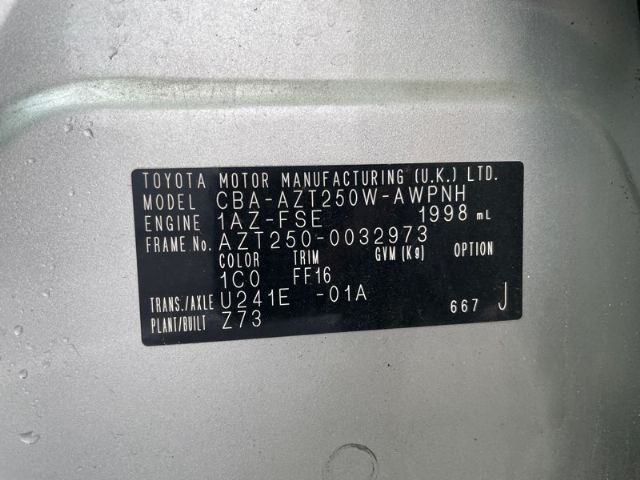 TOYOTA MOTOR MANUFACTURING (U.K.) LTD.
MODEL CBA-AZT250W-AWPNH
ENGINE 1AZ-FSE 1998 mL
FRAME No. AZT250-0032973
COLOR TRIM GVM (Kg) OPTION
1C0 FF16
TRANS./AXLE U241E -01A
PLANT/BUILT Z73 667 J